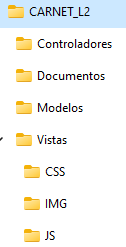 CARNET_L2
Controladores
Documentos
Modelos
Vistas
CSS
IMG
JS